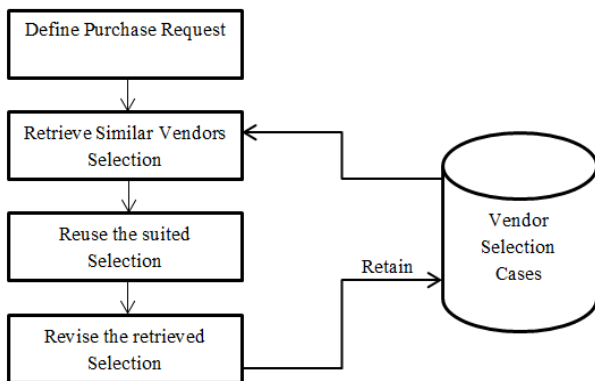 Define Purchase Request
Retrieve Similar Vendors
Selection
Reuse the suited
Selection
Revise the retrieved
Selection
Retain
Vendor
Selection
Cases